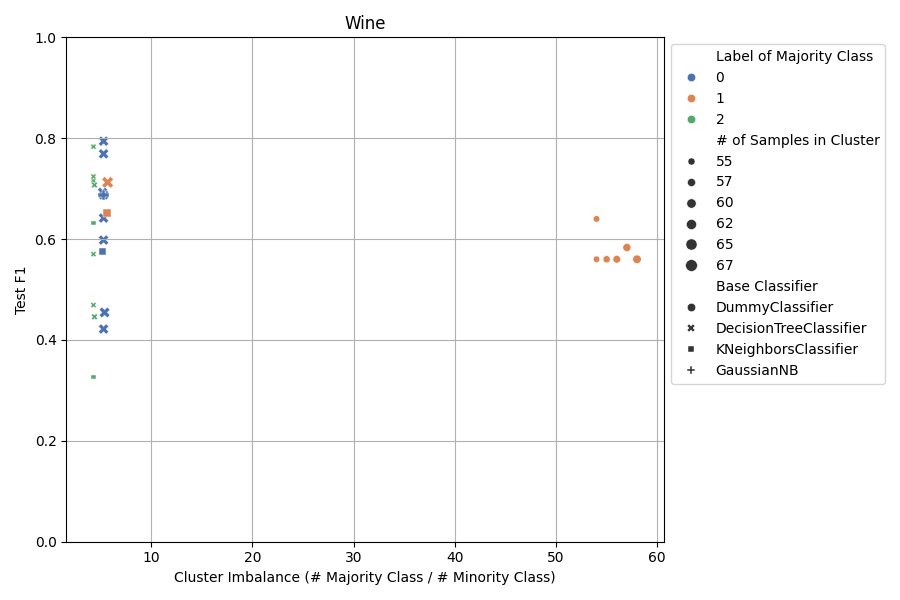 Wine
1.0
0.8
0.6
0.4
0.2
0.0
Test F1
10
20
30
40
50
60
Cluster Imbalance (# Majority Class / # Minority Class)
Label of Majority Class
0
1
2
# of Samples in Cluster
55
57
60
62
65
67
Base Classifier
DummyClassifier
DecisionTreeClassifier
KNeighborsClassifier
GaussianNB